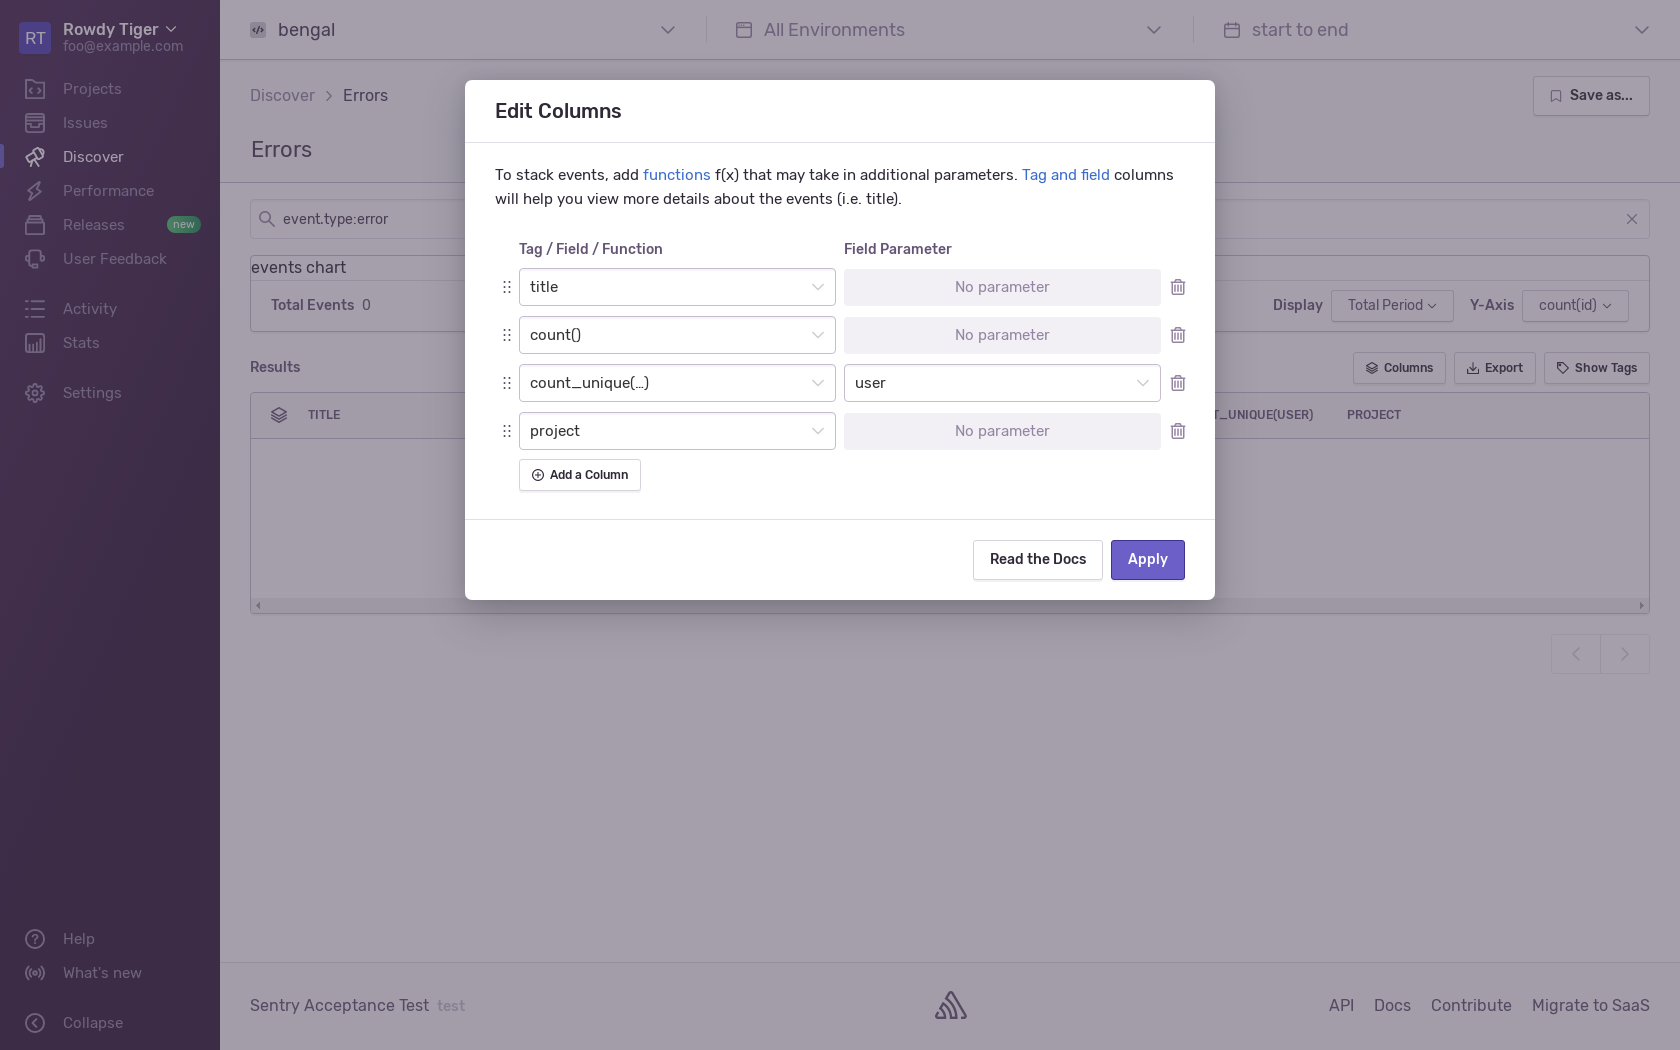 RT
Rowdy Tiger
foo@example.com
Projects
Issues
Discover
Performance
Releases new
User Feedback
Activity
Stats
Settings
Help
What's new
Collapse
bengal
All Environments
start to end
Discover > Errors
Save as...
Errors
event.type:error
events chart
Total Events 0
Display Total Period
Y-Axis count(id)
Results
Columns
Export
Show Tags
TITLE
T_UNIQUE(USER)
PROJECT
Edit Columns
To stack events, add functions f(x) that may take in additional parameters. Tag and field columns
will help you view more details about the events (i.e. title).
Tag / Field / Function Field Parameter
title No parameter
count() No parameter
count_unique(…) user
project No parameter
Add a Column
Read the Docs
Apply
Sentry Acceptance Test test
API Docs Contribute Migrate to SaaS